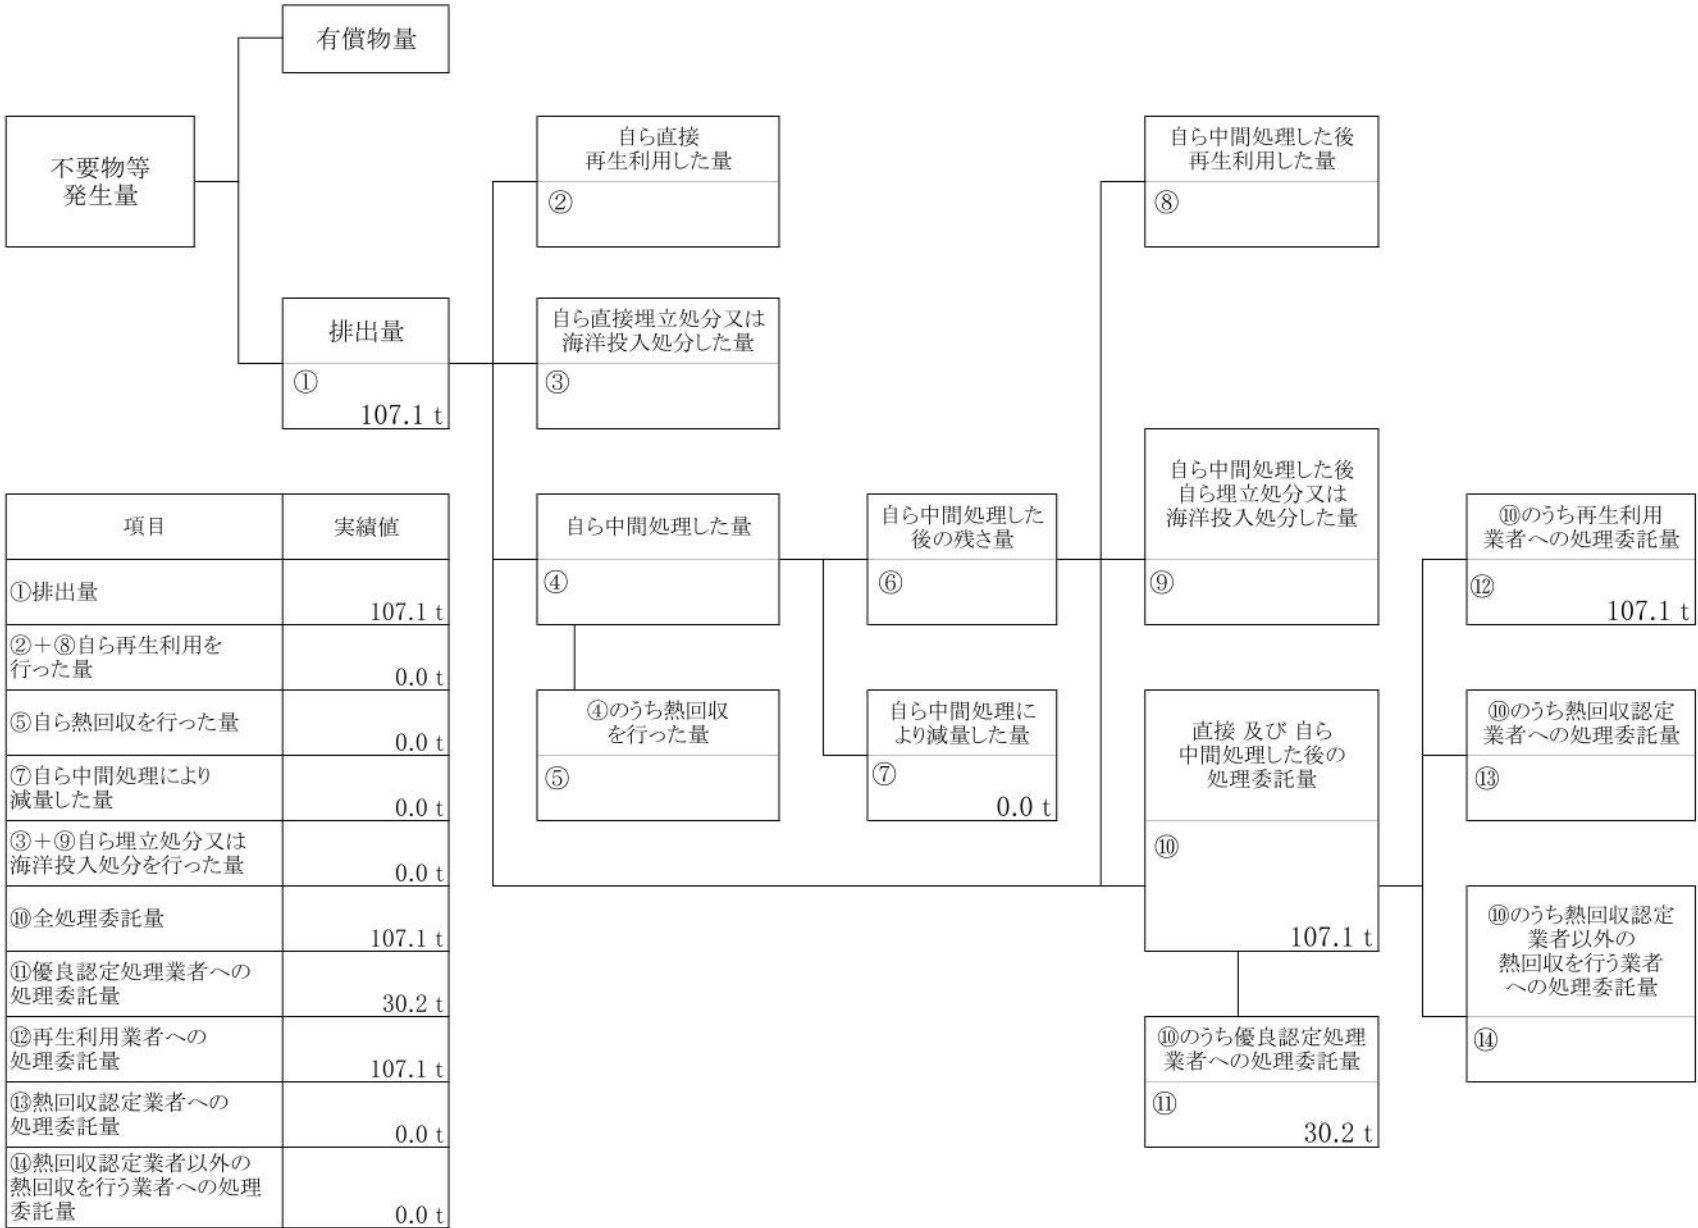 有償物量
不要物等
発生量
自ら直接
再生利用した量
②
自ら中間処理した後
再生利用した量
⑧
排出量
①
107.1 t
自ら直接埋立処分又は
海洋投入処分した量
③
自ら中間処理した量
④
自ら中間処理した
後の残さ量
⑥
自ら中間処理した後
自ら埋立処分又は
海洋投入処分した量
⑨
⑩のうち再生利用
業者への処理委託量
⑫
107.1 t
④のうち熱回収
を行った量
⑤
自ら中間処理に
より減量した量
⑦
0.0 t
直接 及び 自ら
中間処理した後の
処理委託量
⑩
107.1 t
⑩のうち熱回収認定
業者への処理委託量
⑬
⑩のうち熱回収認定
業者以外の
熱回収を行う業者
への処理委託量
⑭
⑩のうち優良認定処理
業者への処理委託量
⑪
30.2 t
項目 実績値
①排出量
107.1 t
②＋⑧自ら再生利用を
行った量
0.0 t
⑤自ら熱回収を行った量
0.0 t
⑦自ら中間処理により
減量した量
0.0 t
③＋⑨自ら埋立処分又は
海洋投入処分を行った量
0.0 t
⑩全処理委託量
107.1 t
⑪優良認定処理業者への
処理委託量
30.2 t
⑫再生利用業者への
処理委託量
107.1 t
⑬熱回収認定業者への
処理委託量
0.0 t
⑭熱回収認定業者以外の
熱回収を行う業者への処理
委託量
0.0 t